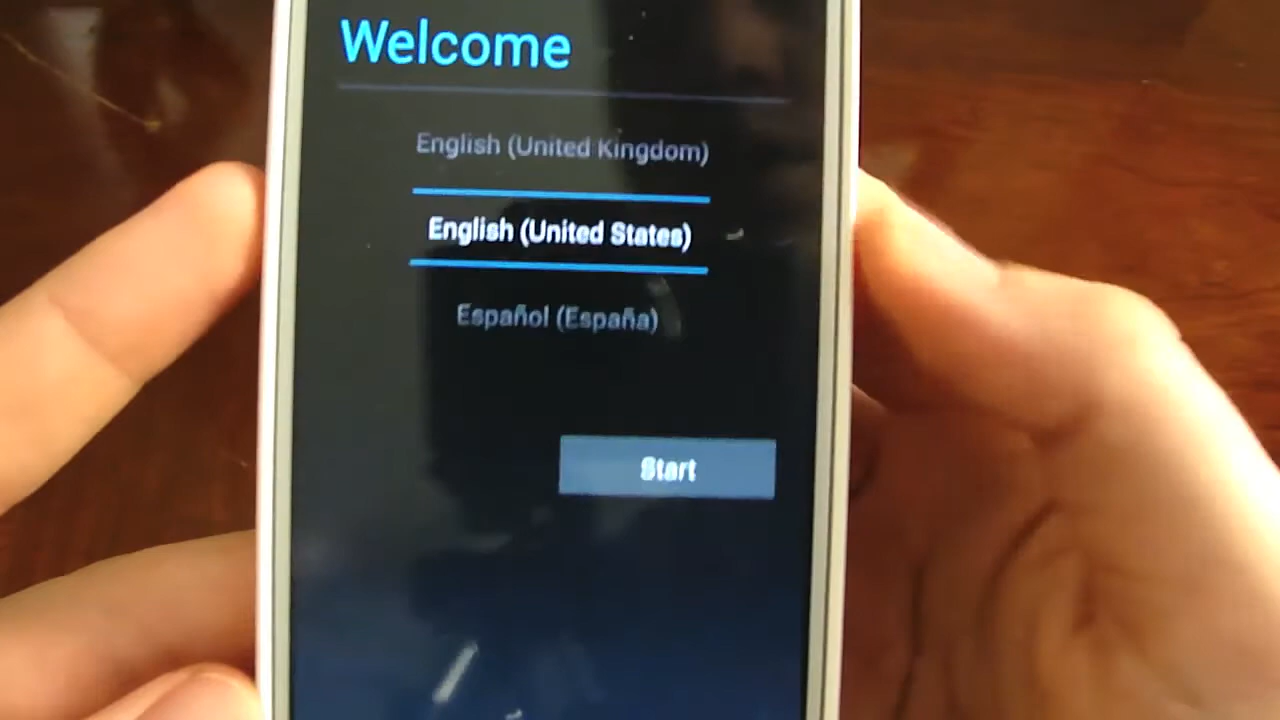 Welcome
English (United Kingdom)
English (United States)
Español (España)
Start